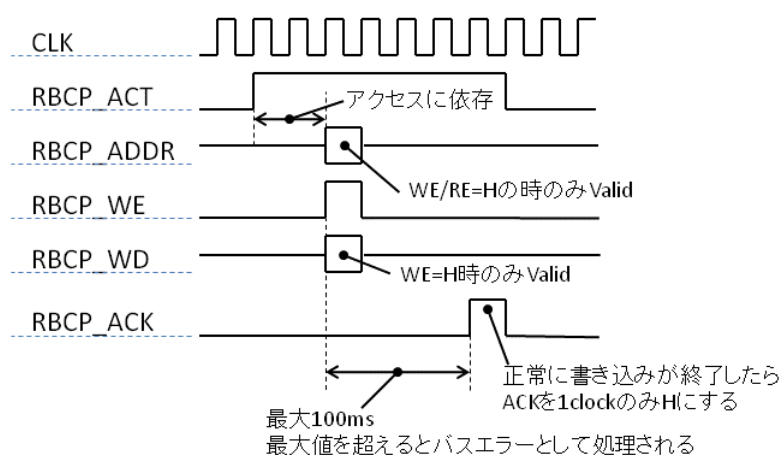 CLK
RBCP_ACT
アクセスに依存
RBCP_ADDR
WE/RE=Hの時のみValid
RBCP_WE
RBCP_WD
WE=H時のみValid
RBCP_ACK
正常に書き込みが終了したら
ACKを1clockのみHにする
最大100ms
最大値を超えるとバスエラーとして処理される